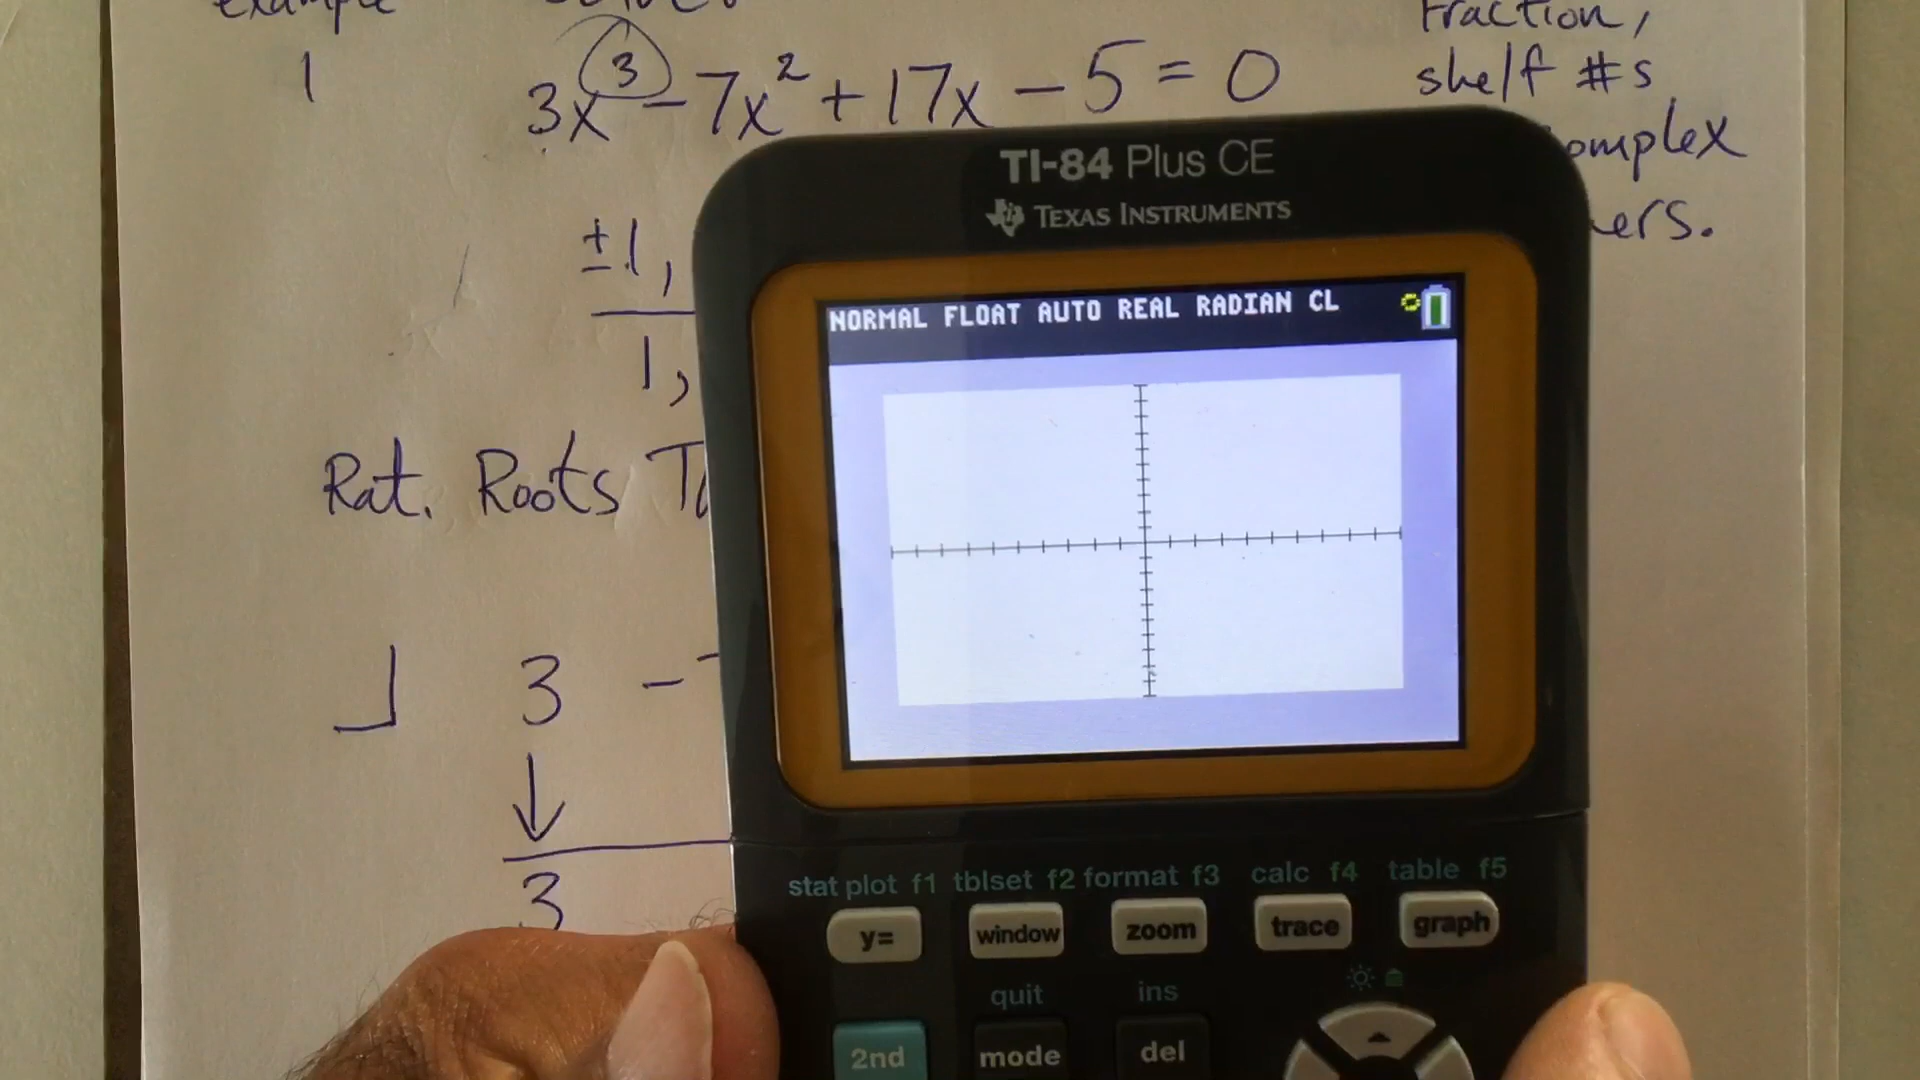 example
1
3x³ - 7x² + 17x - 5 = 0
fraction,
shelf #s
omplex
ers.
±1,
1,
Rat. Roots
3 -
3
TI-84 Plus CE
TEXAS INSTRUMENTS
NORMAL FLOAT AUTO REAL RADIAN CL
stat plot f1 tblset f2 format f3 calc f4 table f5
y= window zoom trace graph
quit ins
2nd mode del